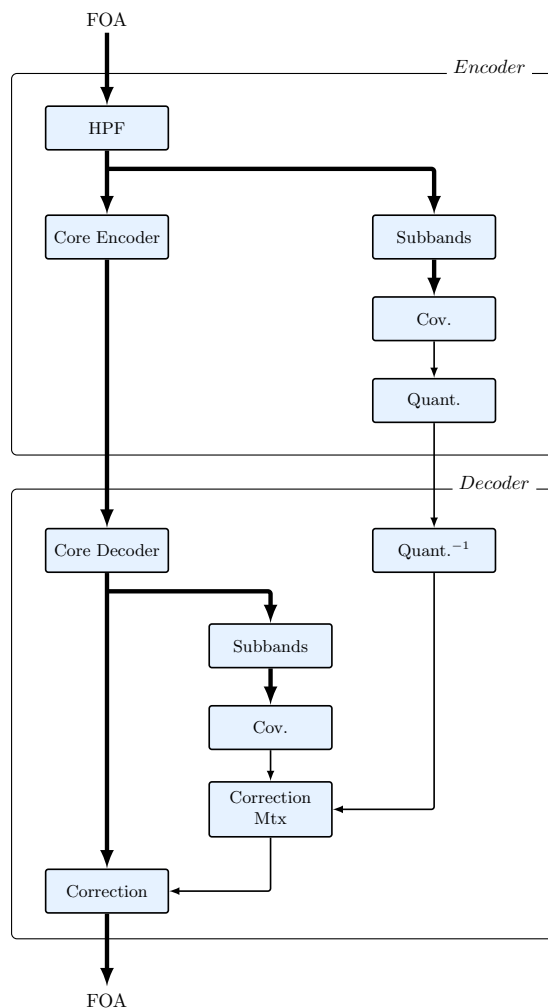 FOA
Encoder
HPF
Core Encoder
Subbands
Cov.
Quant.
Decoder
Core Decoder
Quant.⁻¹
Subbands
Cov.
Correction
Mtx
Correction
FOA